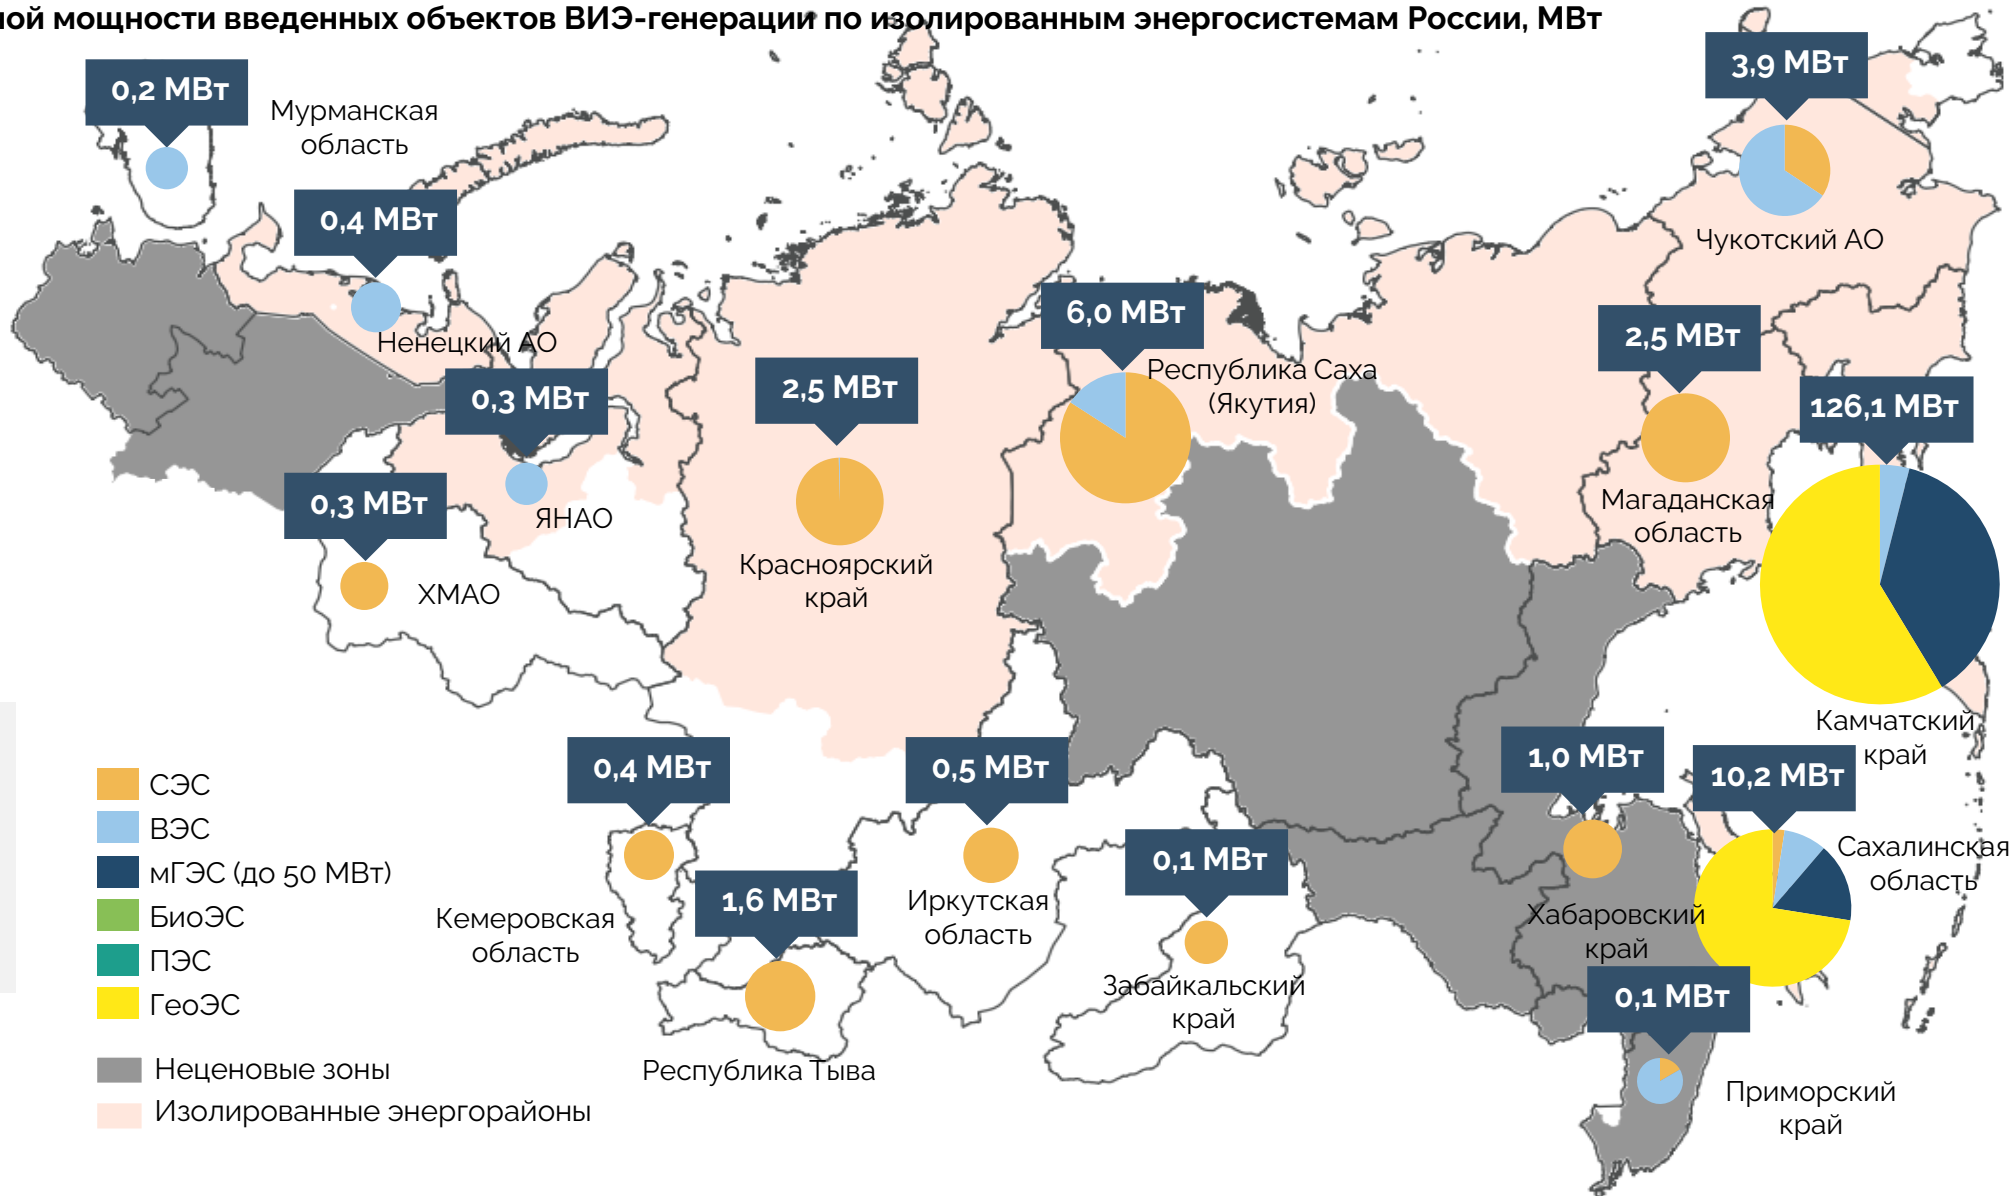 ной мощности введенных объектов ВИЭ-генерации по изолированным энергосистемам России, МВт
0,2 МВт
Мурманская
область
3,9 МВт
Чукотский АО
0,4 МВт
Ненецкий АО
6,0 МВт
Республика Саха
(Якутия)
2,5 МВт
Магаданская
область
0,3 МВт
ЯНАО
2,5 МВт
Красноярский
край
126,1 МВт
Камчатский
край
0,3 МВт
ХМАО
0,4 МВт
Кемеровская
область
0,5 МВт
Иркутская
область
1,0 МВт
Хабаровский
край
10,2 МВт
Сахалинская
область
1,6 МВт
Республика Тыва
0,1 МВт
Забайкальский
край
0,1 МВт
Приморский
край
СЭС
ВЭС
мГЭС (до 50 МВт)
БиоЭС
ПЭС
ГеоЭС
Неценовые зоны
Изолированные энергорайоны